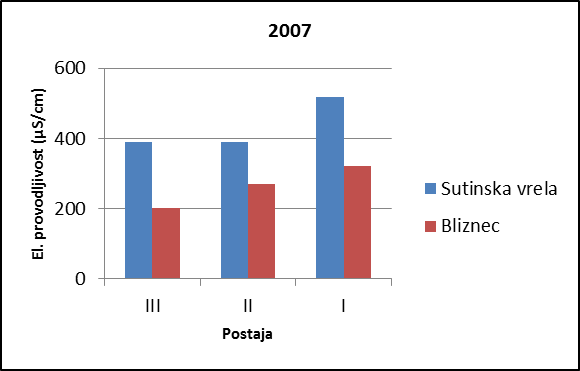 2007
El. provodljivost (µS/cm)
600
400
200
0
III
II
I
Postaja
Sutinska vrela
Bliznec